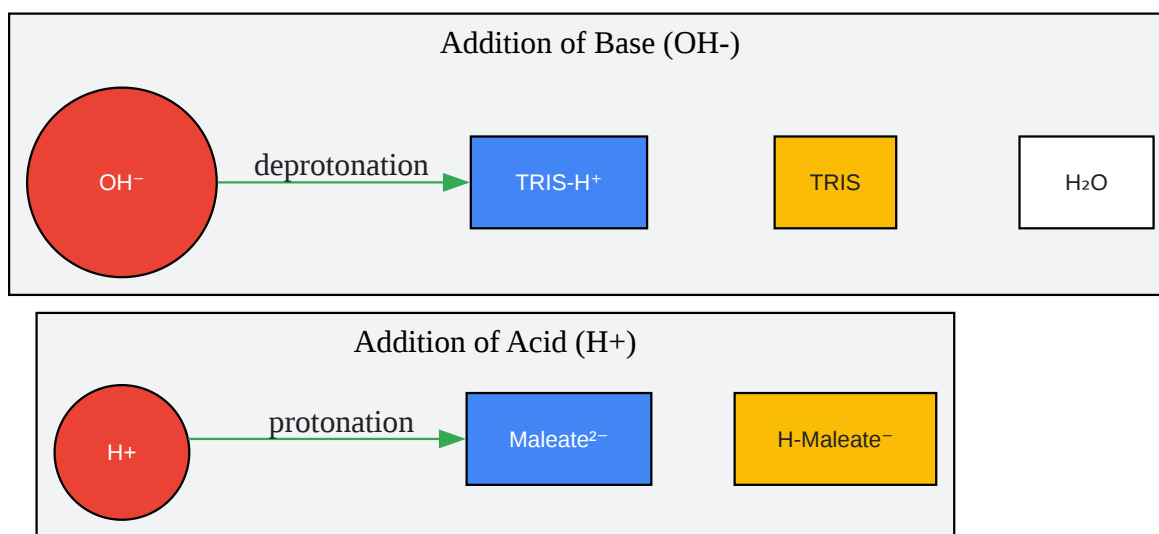 Addition of Base (OH-)
OH⁻
deprotonation
TRIS-H⁺
TRIS
H₂O
Addition of Acid (H+)
H+
protonation
Maleate²⁻
H-Maleate⁻